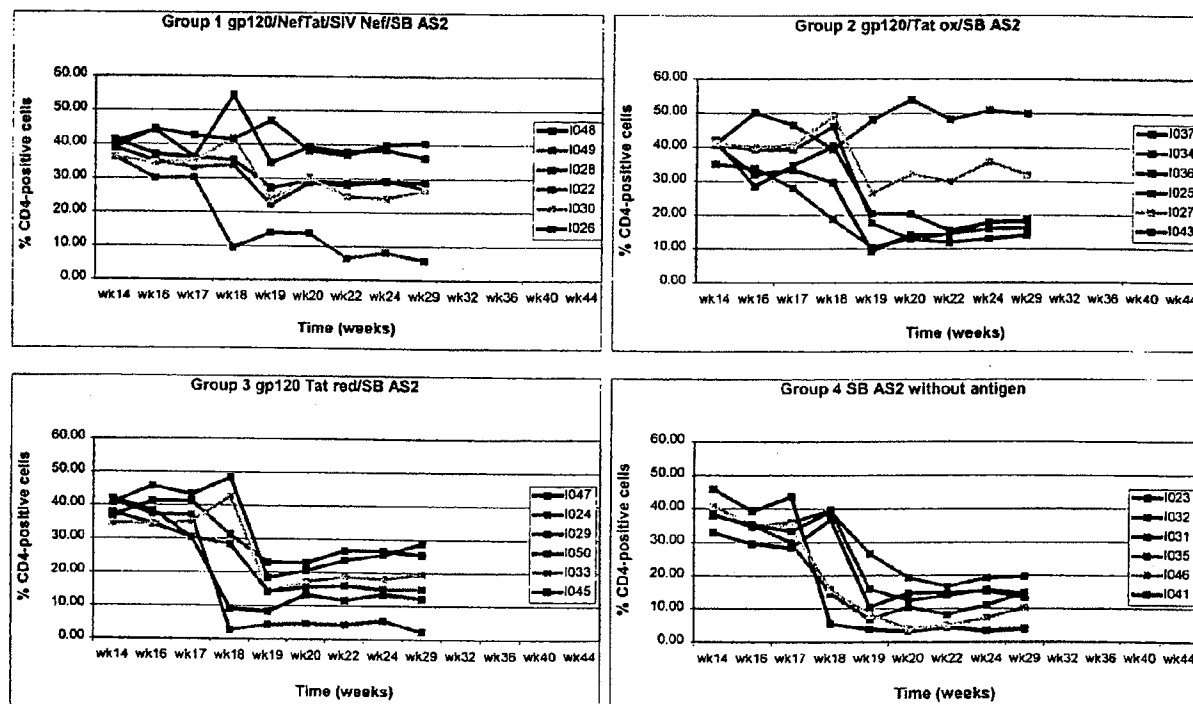 Group 1 gp120/NefTat/SIV Nef/SB AS2
% CD4-positive cells
60.00
50.00
40.00
30.00
20.00
10.00
0.00
I048
I049
I028
I022
I030
I026
wk14 wk16 wk17 wk18 wk19 wk20 wk22 wk24 wk29 wk32 wk36 wk40 wk44
Time (weeks)
Group 2 gp120/Tat ox/SB AS2
% CD4-positive cells
60.00
50.00
40.00
30.00
20.00
10.00
0.00
I037
I034
I036
I025
I027
I043
wk14 wk16 wk17 wk18 wk19 wk20 wk22 wk24 wk29 wk32 wk36 wk40 wk44
Time (weeks)
Group 3 gp120 Tat red/SB AS2
% CD4-positive cells
60.00
50.00
40.00
30.00
20.00
10.00
0.00
I047
I024
I029
I050
I033
I045
wk14 wk16 wk17 wk18 wk19 wk20 wk22 wk24 wk29 wk32 wk36 wk40 wk44
Time (weeks)
Group 4 SB AS2 without antigen
% CD4-positive cells
60.00
50.00
40.00
30.00
20.00
10.00
0.00
I023
I032
I031
I035
I046
I041
wk14 wk16 wk17 wk18 wk19 wk20 wk22 wk24 wk29 wk32 wk36 wk40 wk44
Time (weeks)